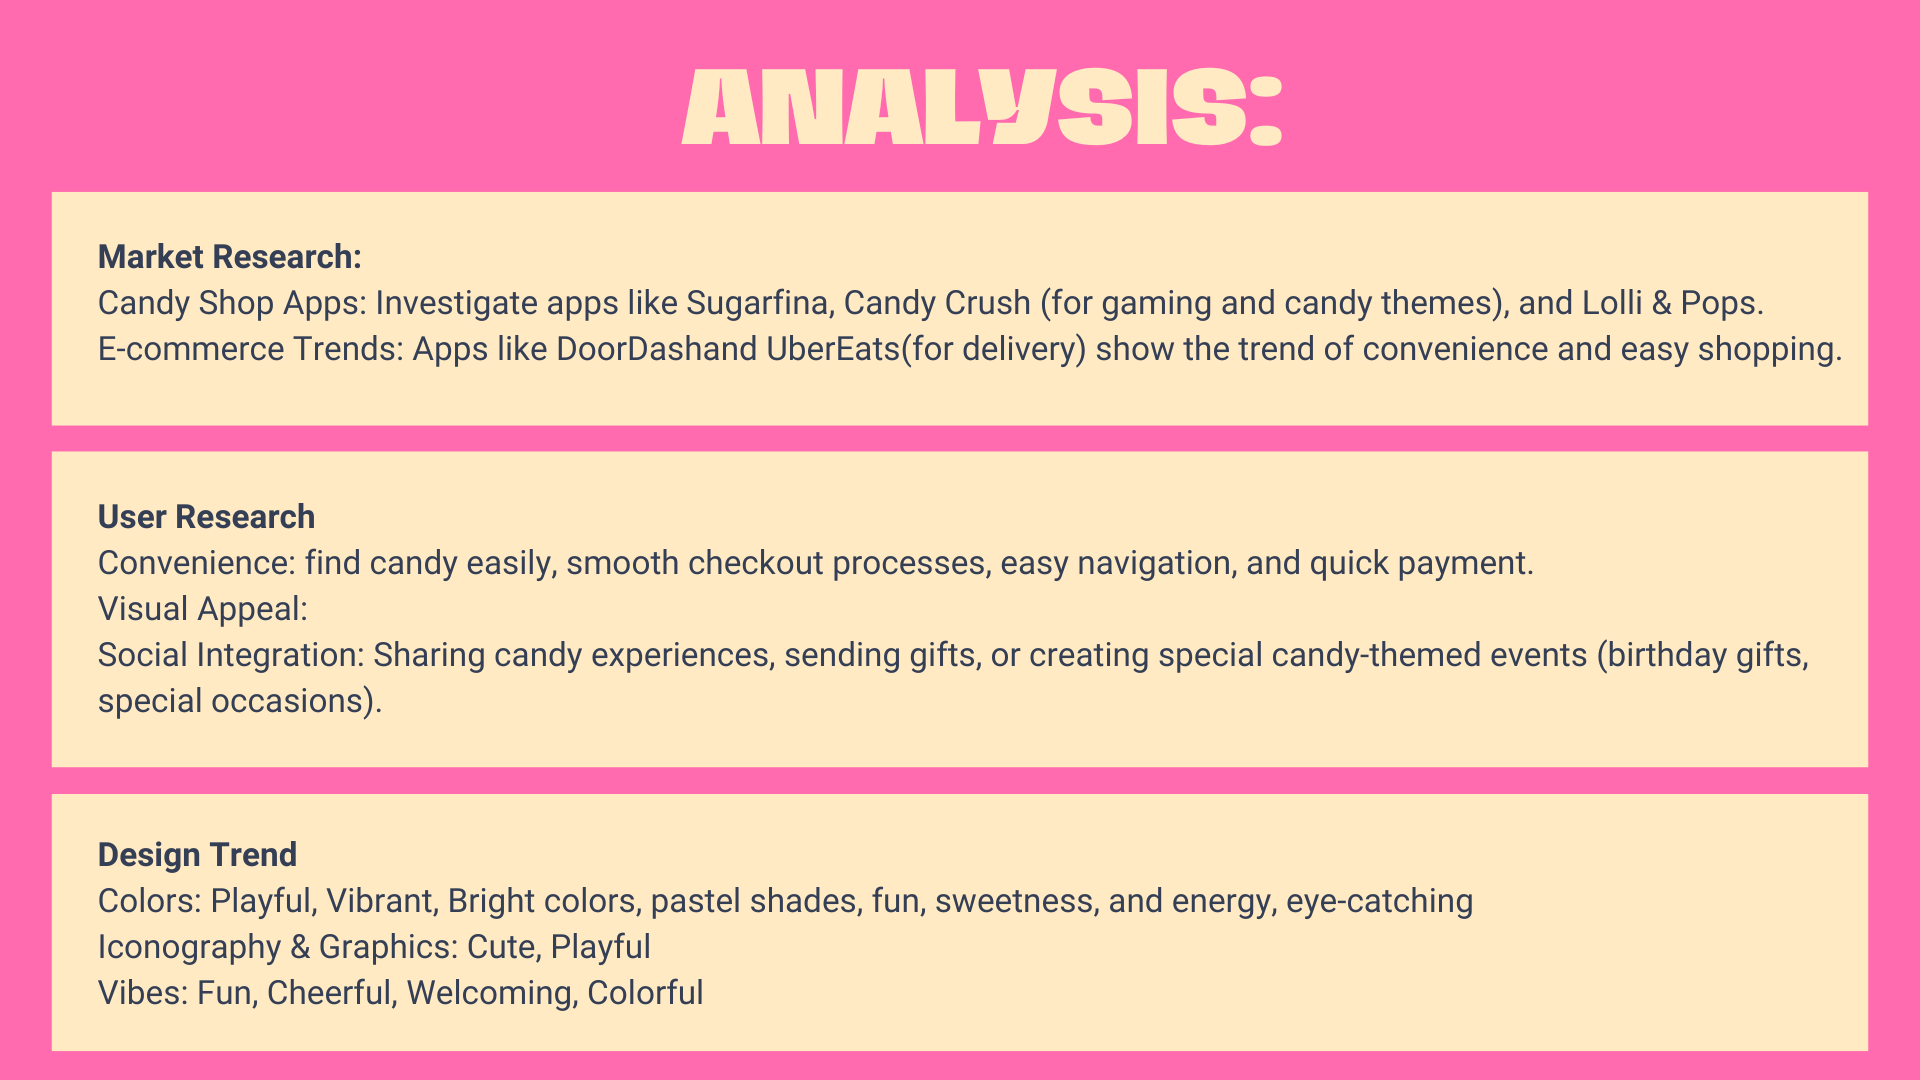 ANALYSIS:
Market Research:
Candy Shop Apps: Investigate apps like Sugarfina, Candy Crush (for gaming and candy themes), and Lolli & Pops.
E-commerce Trends: Apps like DoorDashand UberEats(for delivery) show the trend of convenience and easy shopping.
User Research
Convenience: find candy easily, smooth checkout processes, easy navigation, and quick payment.
Visual Appeal:
Social Integration: Sharing candy experiences, sending gifts, or creating special candy-themed events (birthday gifts,
special occasions).
Design Trend
Colors: Playful, Vibrant, Bright colors, pastel shades, fun, sweetness, and energy, eye-catching
Iconography & Graphics: Cute, Playful
Vibes: Fun, Cheerful, Welcoming, Colorful